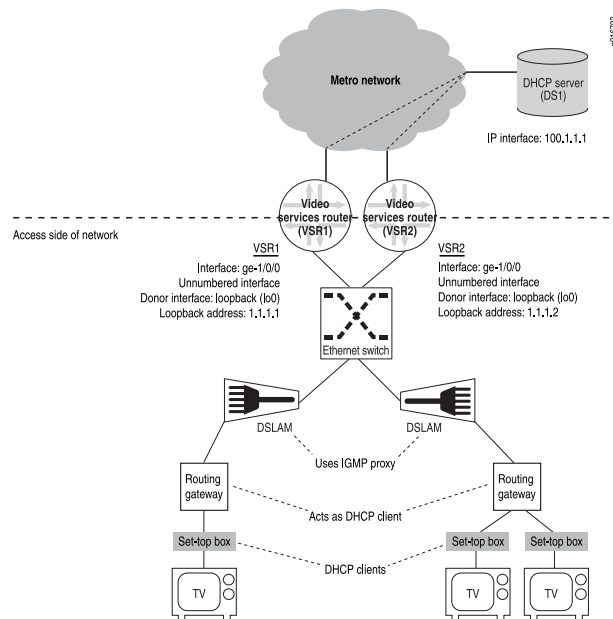 Metro network
DHCP server
(DS1)
IP interface: 100.1.1.1
Video
services router
(VSR1)
Video
services router
(VSR2)
Access side of network
VSR1
Interface: ge-1/0/0
Unnumbered interface
Donor interface: loopback (lo0)
Loopback address: 1.1.1.1
VSR2
Interface: ge-1/0/0
Unnumbered interface
Donor interface: loopback (lo0)
Loopback address: 1.1.1.2
Ethernet switch
DSLAM
DSLAM
Uses IGMP proxy
Routing
gateway
Routing
gateway
Acts as DHCP client
Set-top box
Set-top box
Set-top box
DHCP clients
TV
TV
TV